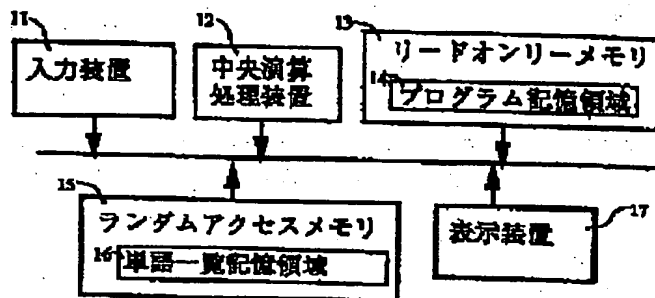 11
入力装置
12
中央演算
処理装置
13
リードオンリーメモリ
14
プログラム記憶領域
15
ランダムアクセスメモリ
16
単語一覧記憶領域
表示装置
17